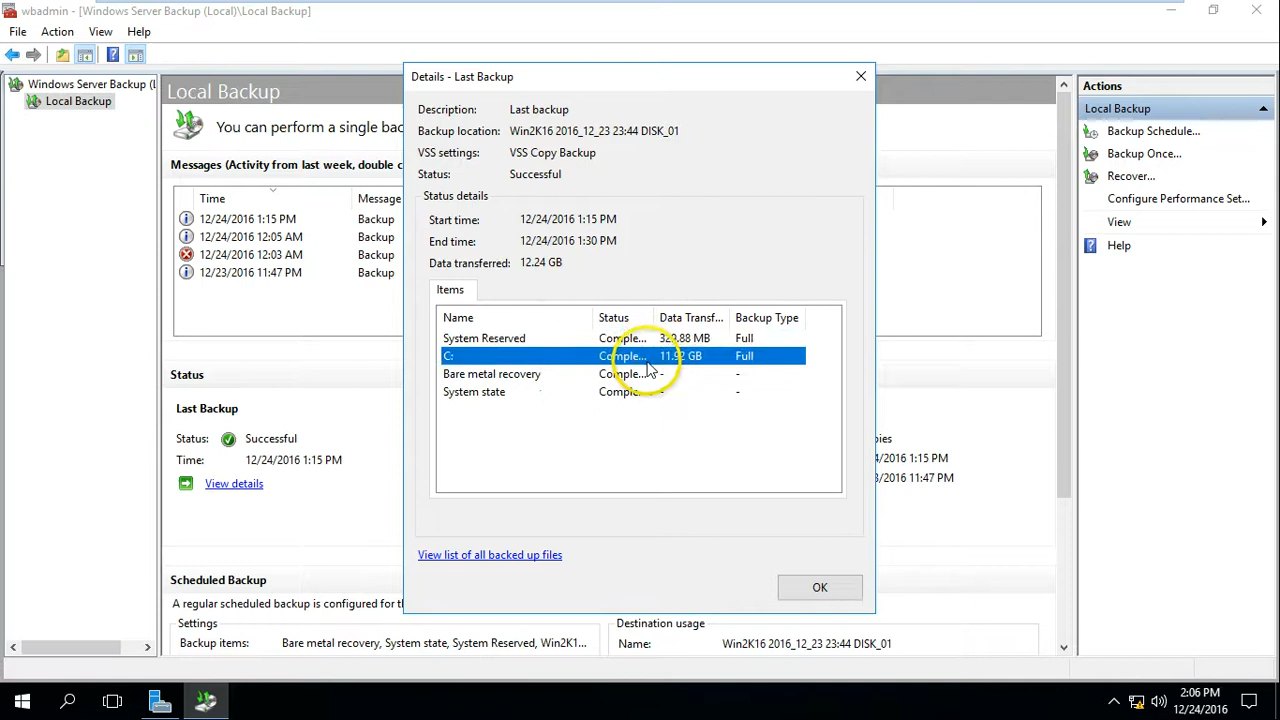 wbadmin - [Windows Server Backup (Local)\Local Backup]
File Action View Help
Windows Server Backup (L
Local Backup
Local Backup
You can perform a single bac
Messages (Activity from last week, double c
Time Message
12/24/2016 1:15 PM Backup
12/24/2016 12:05 AM Backup
12/24/2016 12:03 AM Backup
12/23/2016 11:47 PM Backup
Status
Last Backup
Status: Successful
Time: 12/24/2016 1:15 PM
View details
pies
/24/2016 1:15 PM
/23/2016 11:47 PM
Scheduled Backup
A regular scheduled backup is configured for th
Settings
Backup items: Bare metal recovery, System state, System Reserved, Win2K1...
Destination usage
Name: Win2K16 2016_12_23 23:44 DISK_01
Details - Last Backup
Description: Last backup
Backup location: Win2K16 2016_12_23 23:44 DISK_01
VSS settings: VSS Copy Backup
Status: Successful
Status details
Start time: 12/24/2016 1:15 PM
End time: 12/24/2016 1:30 PM
Data transferred: 12.24 GB
Items
Name Status Data Transf... Backup Type
System Reserved Comple... 329.88 MB Full
C: Comple... 11.92 GB Full
Bare metal recovery Comple... - -
System state Comple... - -
View list of all backed up files
OK
Actions
Local Backup
Backup Schedule...
Backup Once...
Recover...
Configure Performance Set...
View
Help
2:06 PM
12/24/2016